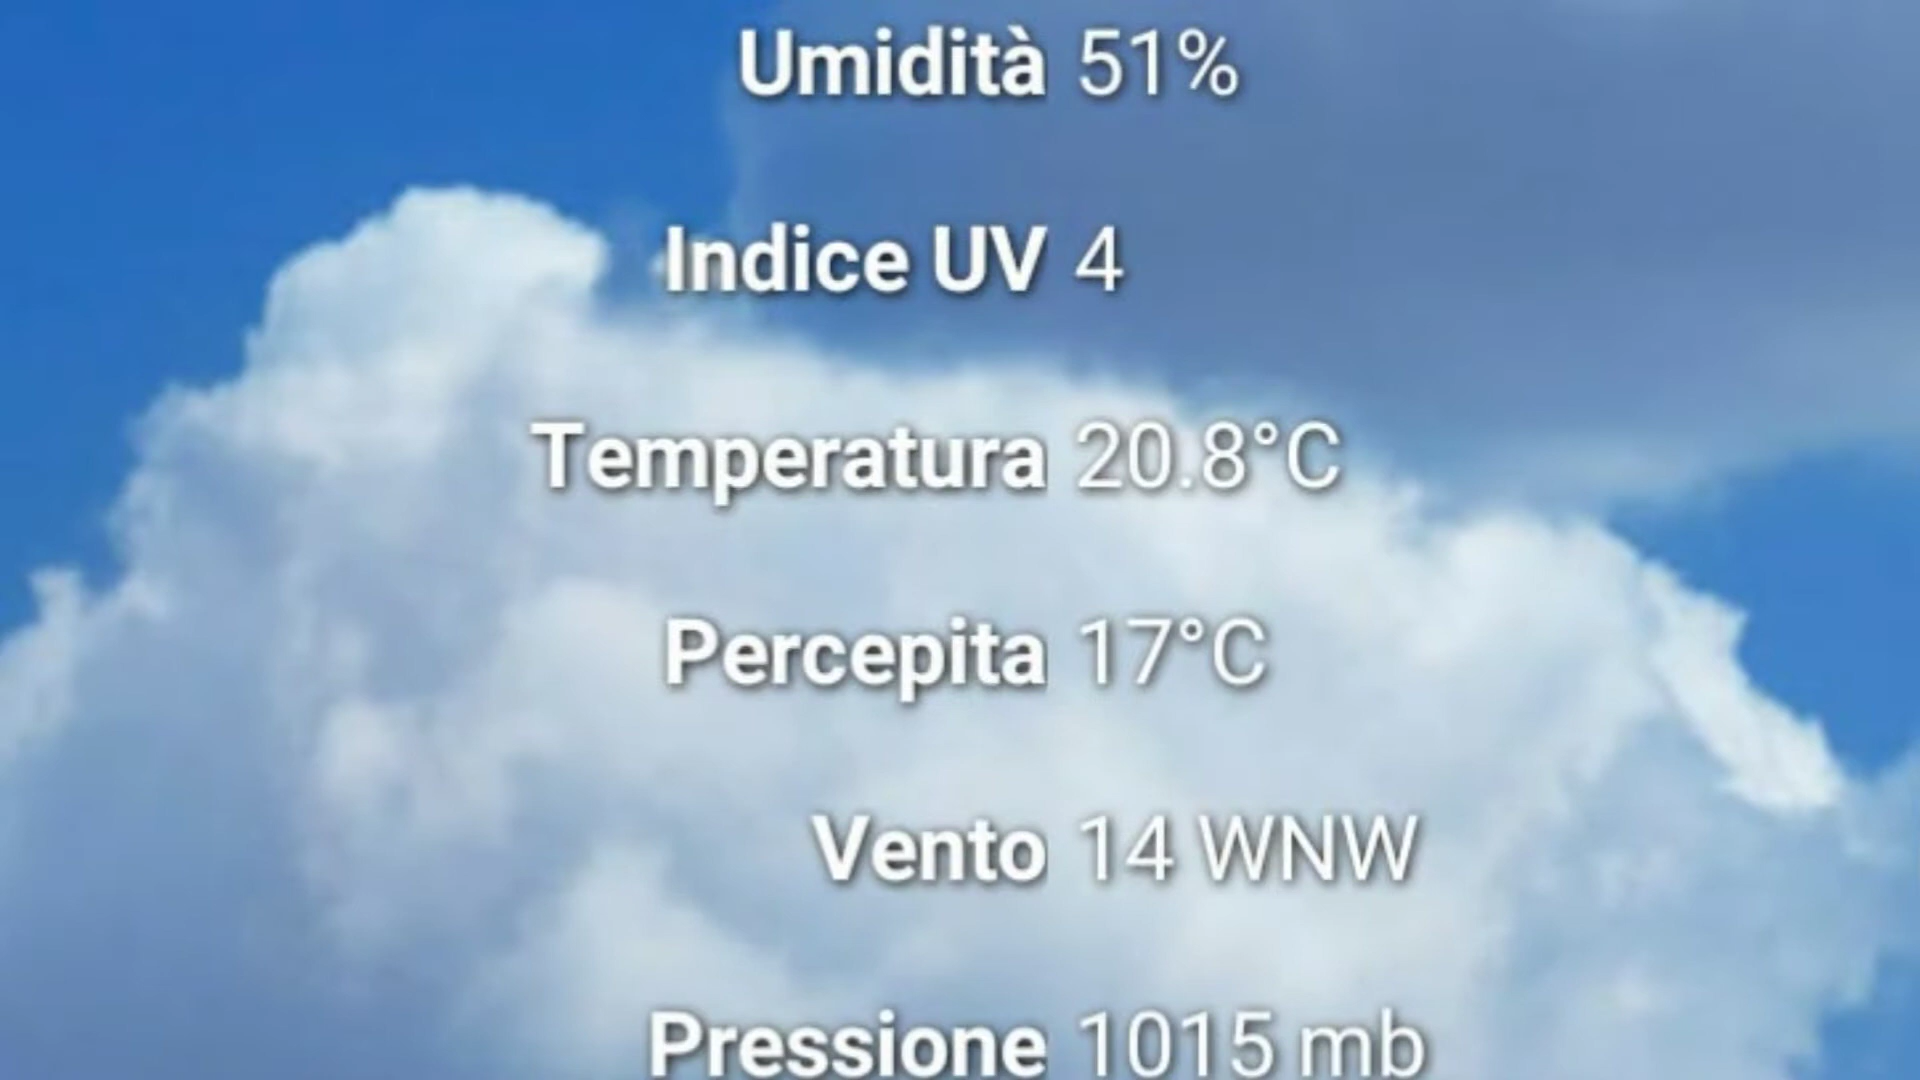 Umidità 51%
Indice UV 4
Temperatura 20.8°C
Percepita 17°C
Vento 14 WNW
Pressione 1015 mb